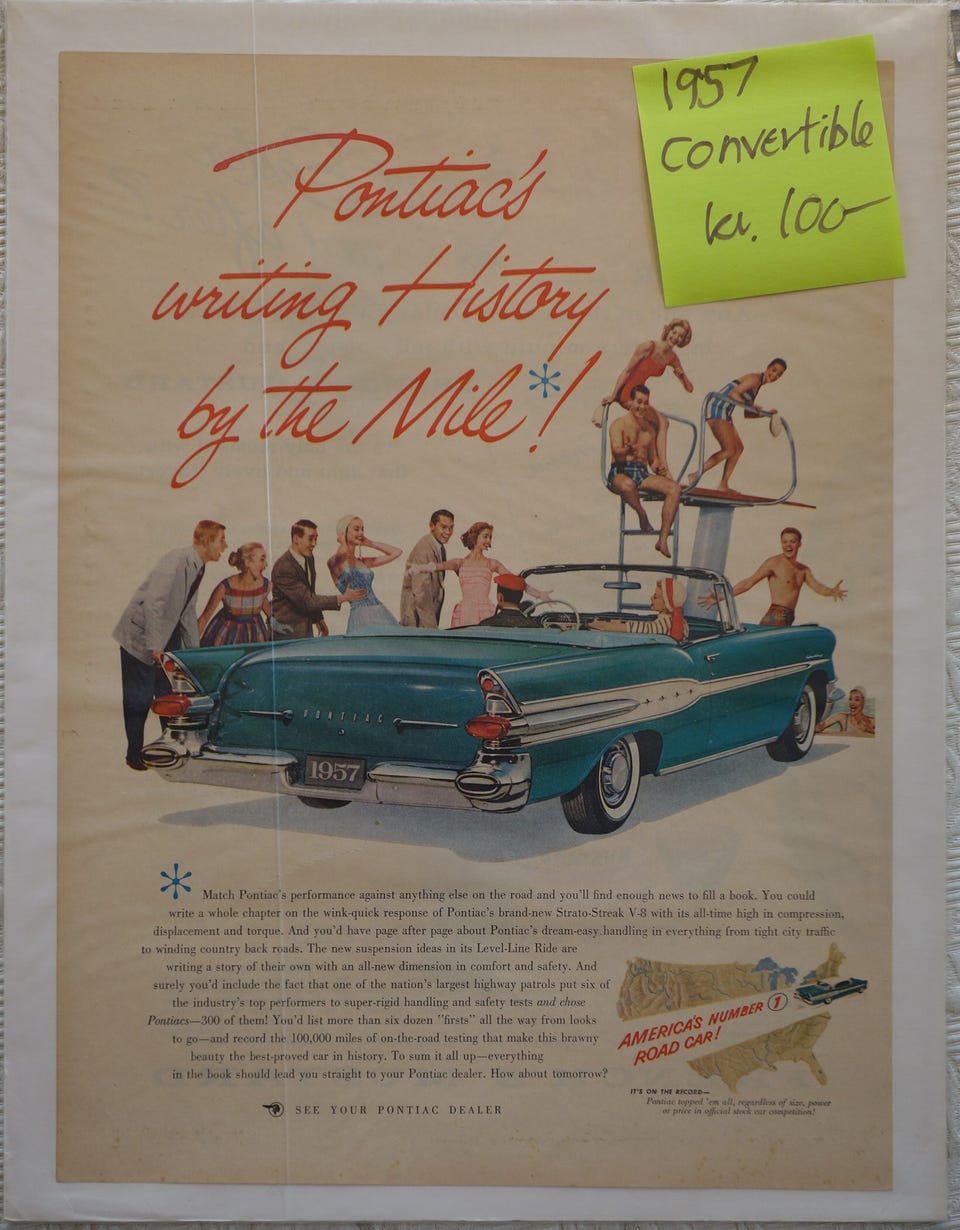 1957
convertible
kr. 100-
Pontiac's
writing History
by the Mile*!
PONTIAC
1957
* Match Pontiac's performance against anything else on the road and you'll find enough news to fill a book. You could
write a whole chapter on the wink-quick response of Pontiac's brand-new Strato-Streak V-8 with its all-time high in compression,
displacement and torque. And you'd have page after page about Pontiac's dream-easy handling in everything from tight city traffic
to winding country back roads. The new suspension ideas in its Level-Line Ride are
writing a story of their own with an all-new dimension in comfort and safety. And
surely you'd include the fact that one of the nation's largest highway patrols put six of
the industry's top performers to super-rigid handling and safety tests and chose
Pontiacs—300 of them! You'd list more than six dozen "firsts" all the way from looks
to go—and record the 100,000 miles of on-the-road testing that make this brawny
beauty the best-proved car in history. To sum it all up—everything
in the book should lead you straight to your Pontiac dealer. How about tomorrow?
SEE YOUR PONTIAC DEALER
AMERICA'S NUMBER 1
ROAD CAR!
IT'S ON THE RECORD—
Pontiac topped 'em all, regardless of size, power
or price in official stock car competition!